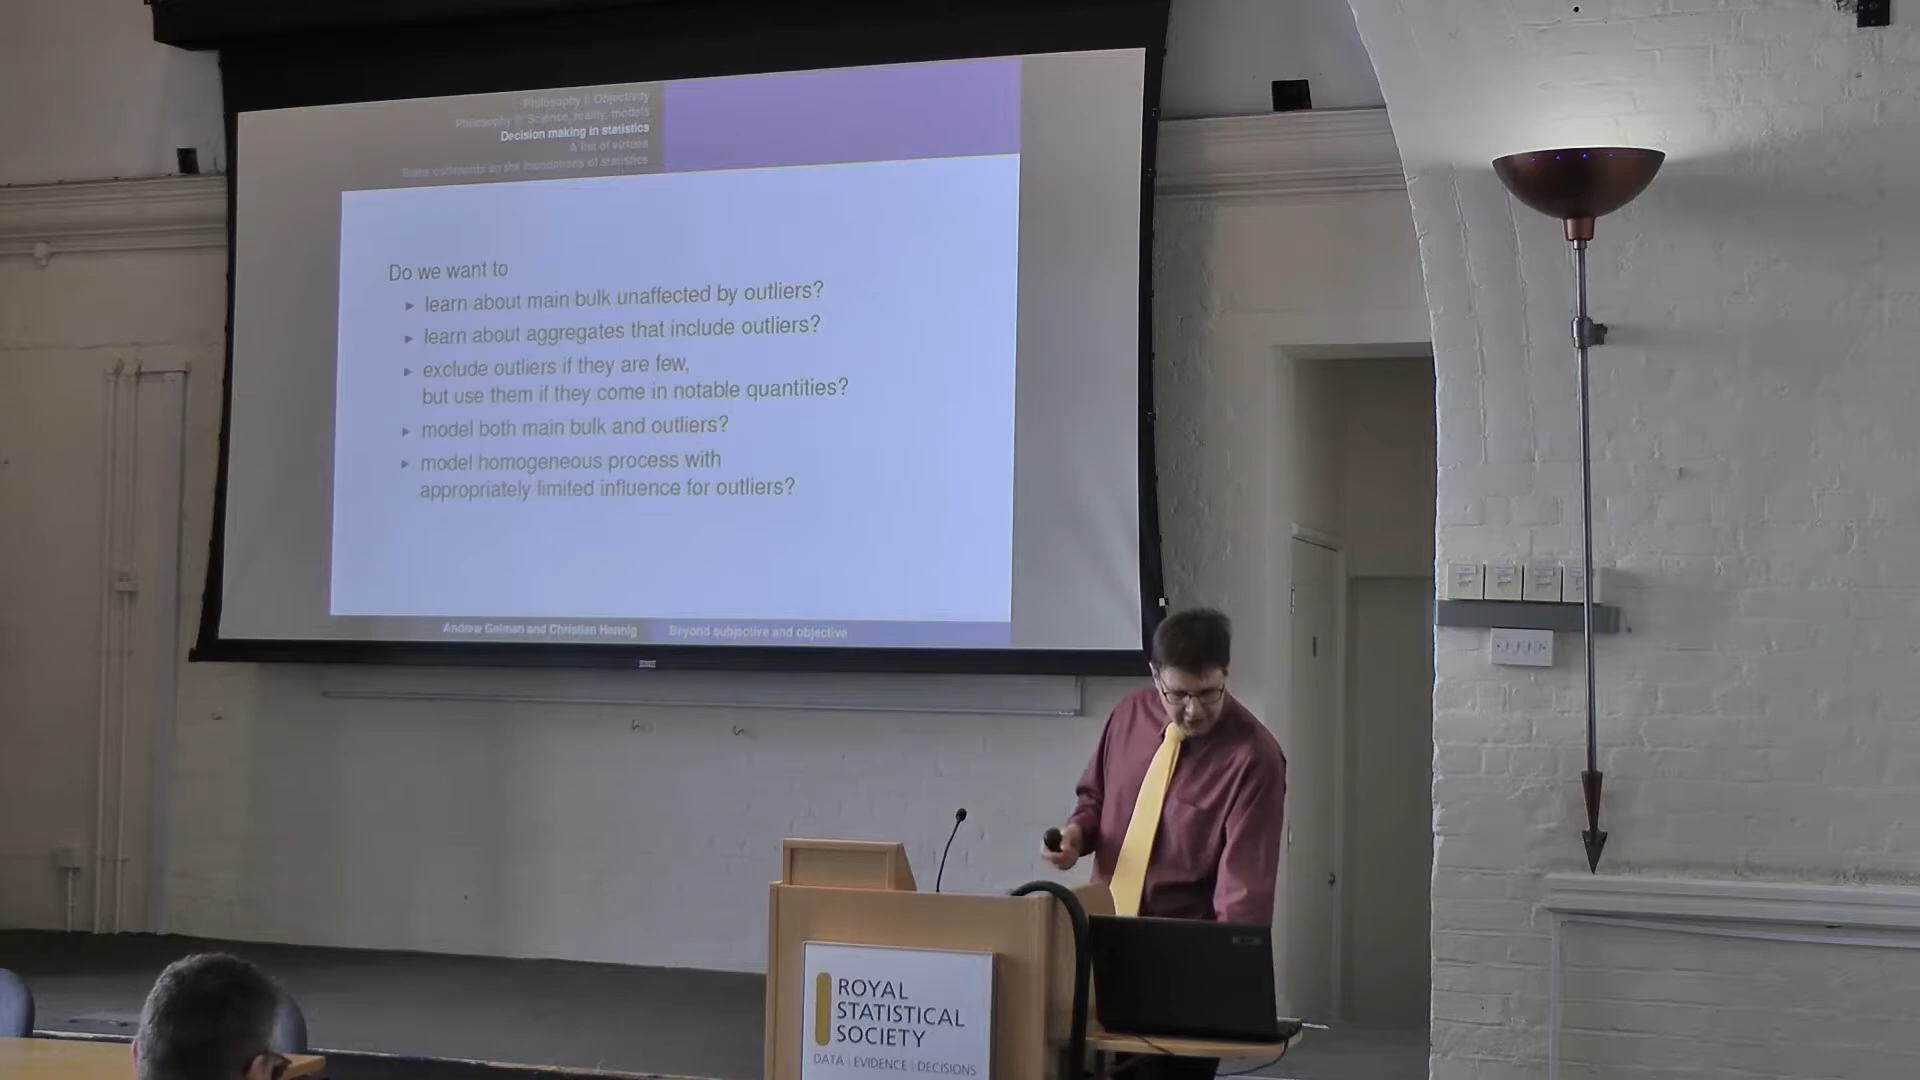 Philosophy I: Objectivity
Philosophy II: Science, reality, models
Decision making in statistics
A list of virtues
Some comments on the foundations of statistics
Do we want to
learn about main bulk unaffected by outliers?
learn about aggregates that include outliers?
exclude outliers if they are few,
but use them if they come in notable quantities?
model both main bulk and outliers?
model homogeneous process with
appropriately limited influence for outliers?
Andrew Gelman and Christian Hennig Beyond subjective and objective
ROYAL
STATISTICAL
SOCIETY
DATA | EVIDENCE | DECISIONS